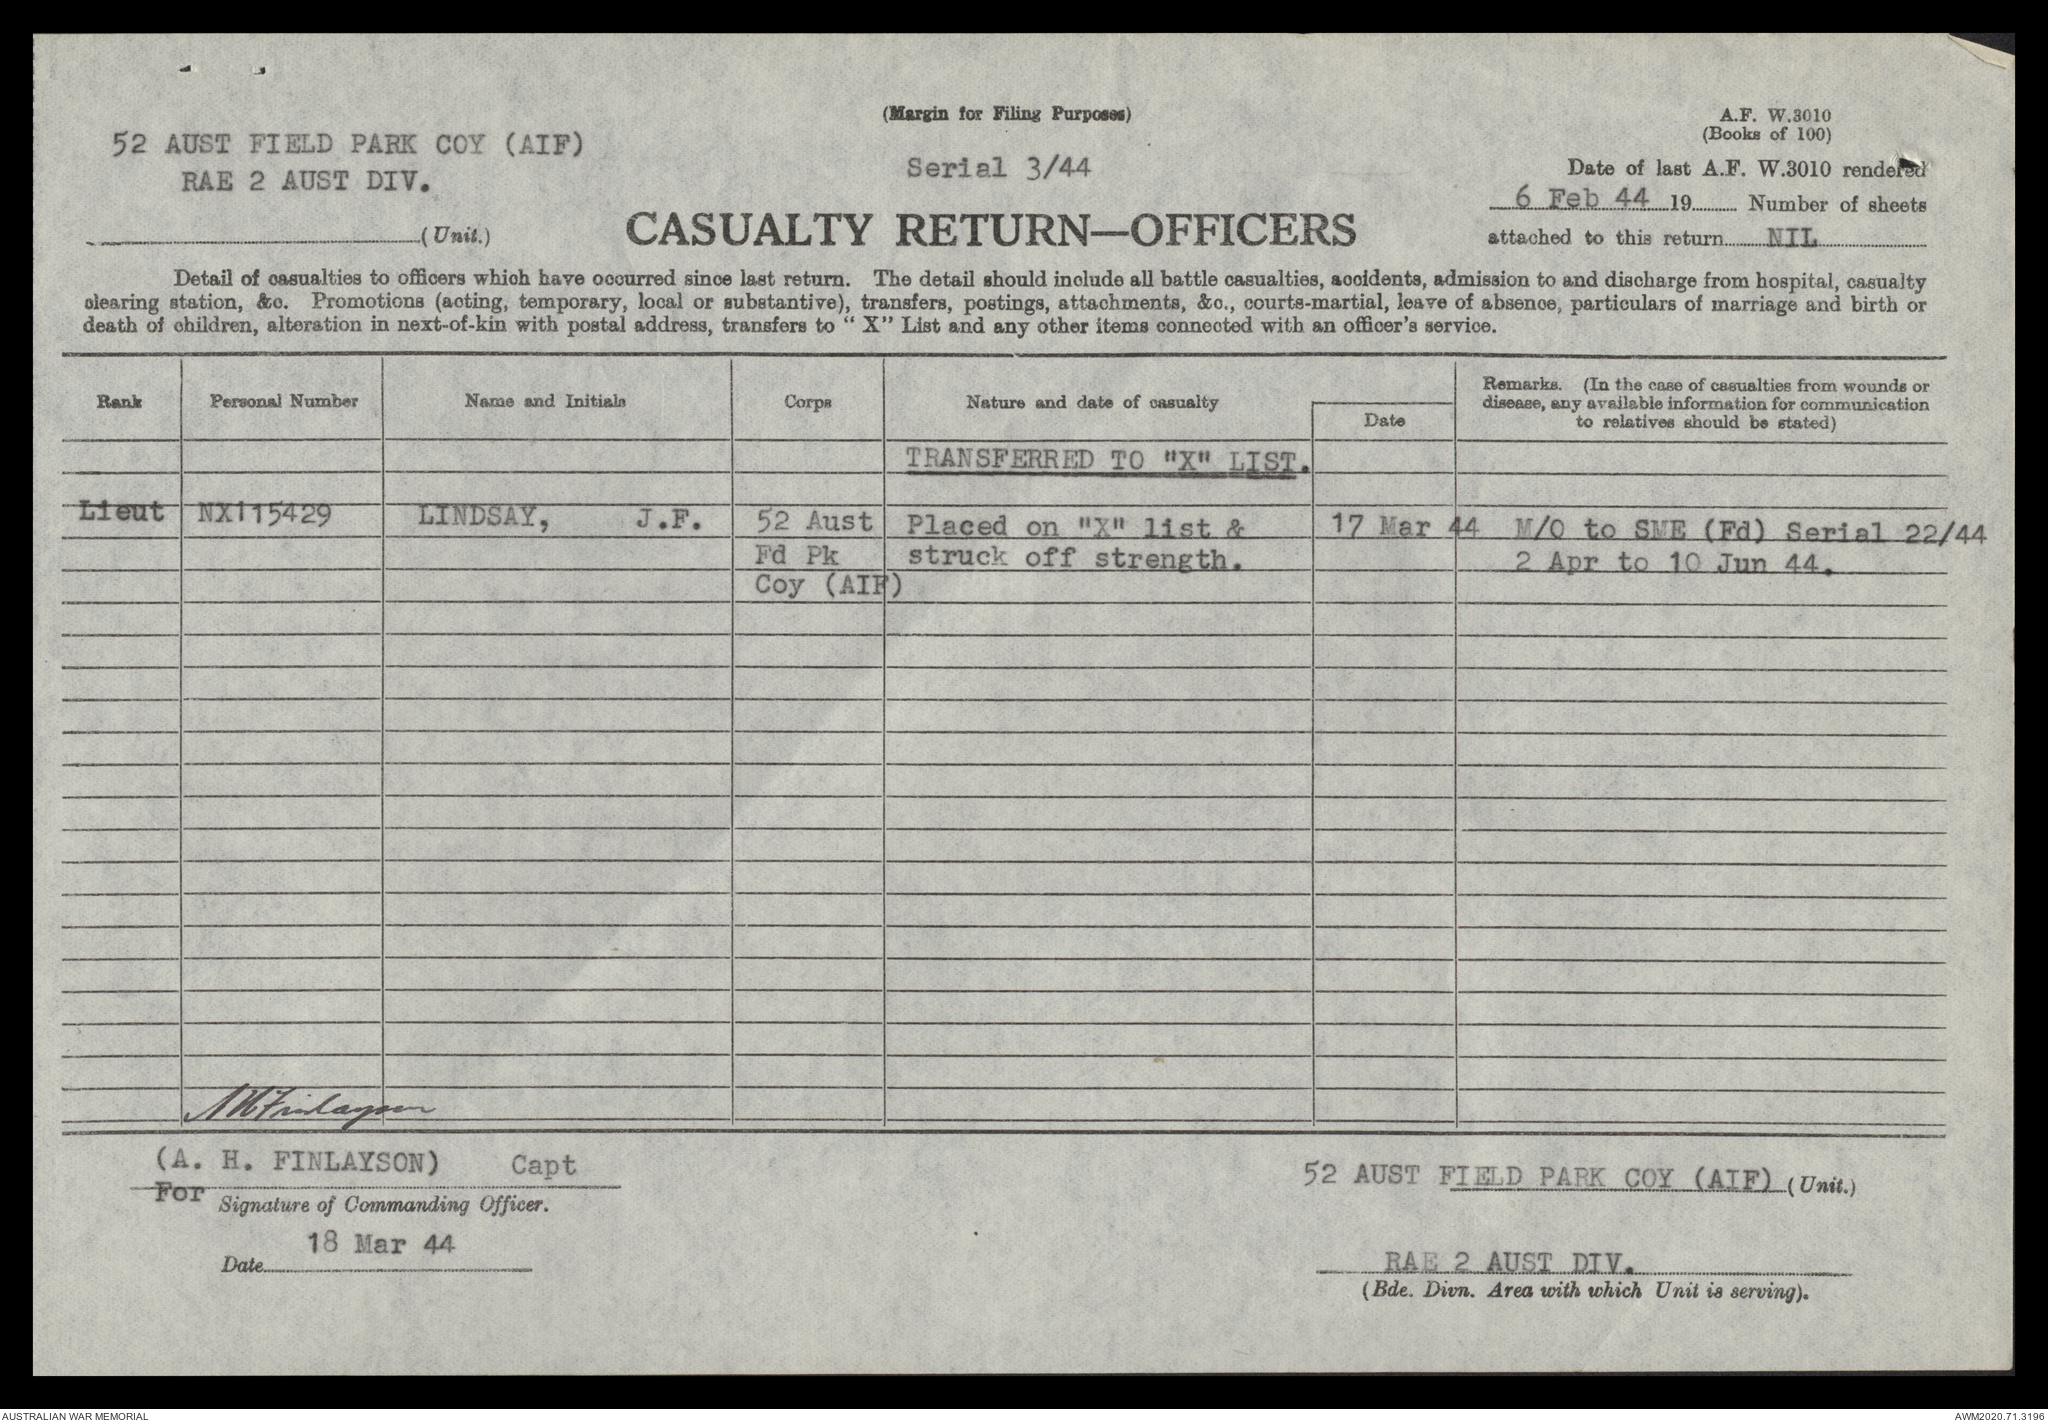 (Margin for Filing Purposes)
A.F. W.3010
(Books of 100)
52 AUST FIELD PARK COY (AIF)
RAE 2 AUST DIV.
(Unit.)
Serial 3/44
Date of last A.F. W.3010 rendered
6 Feb 44 19 Number of sheets
attached to this return NIL
CASUALTY RETURN—OFFICERS
Detail of casualties to officers which have occurred since last return. The detail should include all battle casualties, accidents, admission to and discharge from hospital, casualty
clearing station, &c. Promotions (acting, temporary, local or substantive), transfers, postings, attachments, &c., courts-martial, leave of absence, particulars of marriage and birth or
death of children, alteration in next-of-kin with postal address, transfers to "X" List and any other items connected with an officer's service.
Rank Personal Number Name and Initials Corps Nature and date of casualty Date
Remarks. (In the case of casualties from wounds or
disease, any available information for communication
to relatives should be stated)
TRANSFERRED TO "X" LIST.
Lieut NX115429 LINDSAY, J.F. 52 Aust Placed on "X" list & 17 Mar 44 M/O to SME (Fd) Serial 22/44
Fd Pk struck off strength. 2 Apr to 10 Jun 44.
Coy (AIF)
AHFinlayson
(A. H. FINLAYSON) Capt
For Signature of Commanding Officer.
18 Mar 44
Date
52 AUST FIELD PARK COY (AIF) (Unit.)
RAE 2 AUST DIV.
(Bde. Divn. Area with which Unit is serving).
AUSTRALIAN WAR MEMORIAL
AWM2020.71.3196